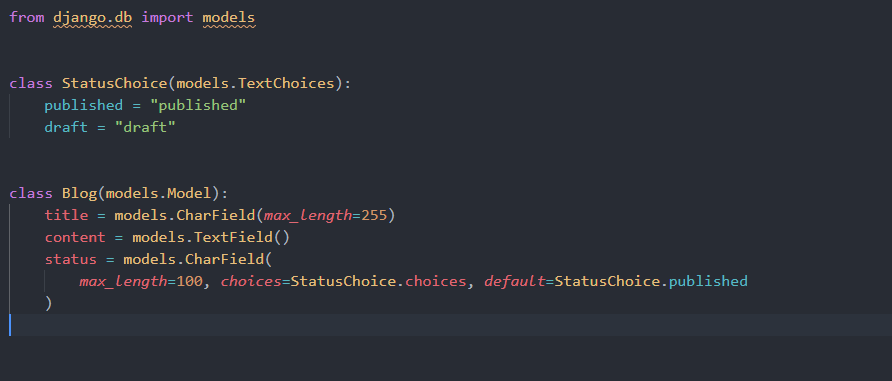 from django.db import models
class StatusChoice(models.TextChoices):
    published = "published"
    draft = "draft"
class Blog(models.Model):
    title = models.CharField(max_length=255)
    content = models.TextField()
    status = models.CharField(
        max_length=100, choices=StatusChoice.choices, default=StatusChoice.published
    )